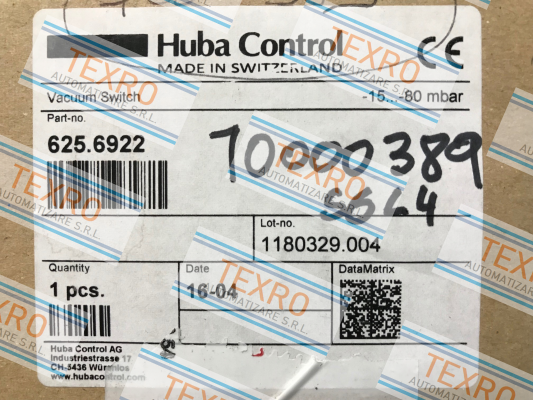 Huba Control
CE
MADE IN SWITZERLAND
Vacuum Switch -15...-80 mbar
Part-no.
625.6922
70000389
Lot-no.
1180329.004
Quantity
1 pcs.
Date
16-04
DataMatrix
Huba Control AG
Industriestrasse 17
CH-5436 Würenlos
www.hubacontrol.com
TEXRO
AUTOMATIZARE S.R.L.